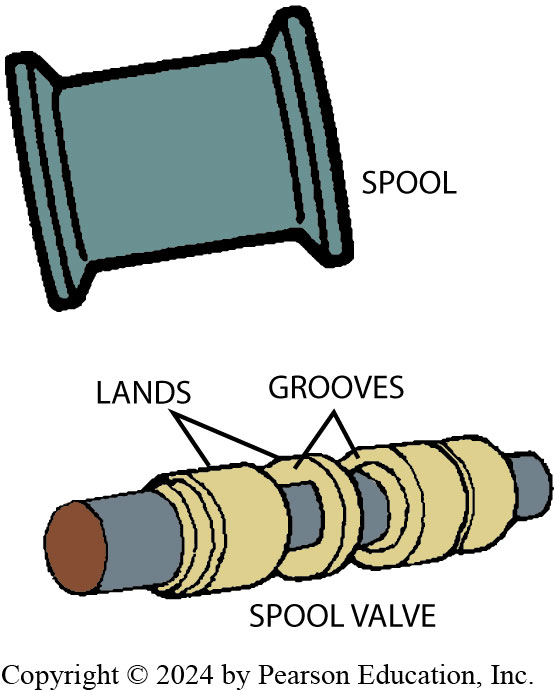 SPOOL
LANDS
GROOVES
SPOOL VALVE
Copyright © 2024 by Pearson Education, Inc.